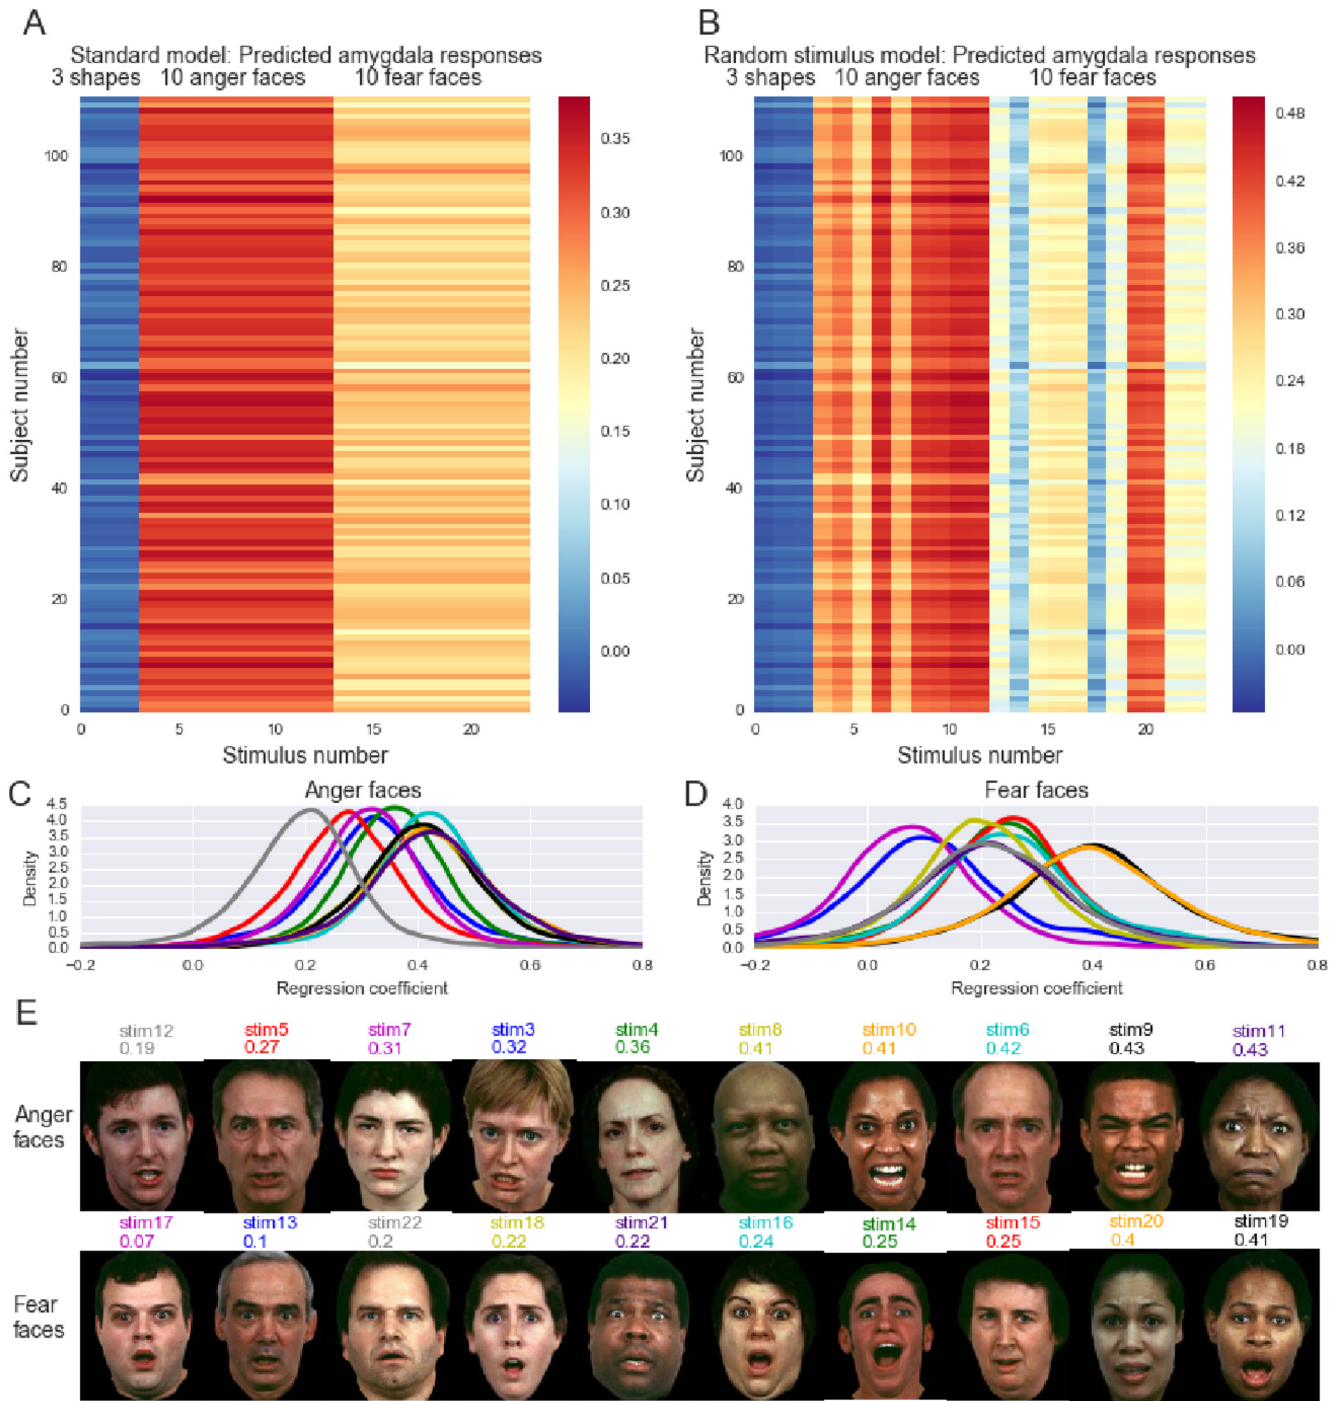 A
Standard model: Predicted amygdala responses
3 shapes 10 anger faces 10 fear faces
100
80
60
40
20
0
Subject number
0 5 10 15 20
Stimulus number
0.35
0.30
0.25
0.20
0.15
0.10
0.05
0.00
B
Random stimulus model: Predicted amygdala responses
3 shapes 10 anger faces 10 fear faces
100
80
60
40
20
0
Subject number
0 5 10 15 20
Stimulus number
0.48
0.42
0.36
0.30
0.24
0.18
0.12
0.06
0.00
C
Anger faces
4.5
4.0
3.5
3.0
2.5
2.0
1.5
1.0
0.5
0.0
Density
−0.2 0.0 0.2 0.4 0.6 0.8
Regression coefficient
D
Fear faces
4.0
3.5
3.0
2.5
2.0
1.5
1.0
0.5
0.0
Density
−0.2 0.0 0.2 0.4 0.6 0.8
Regression coefficient
E
stim12 stim5 stim7 stim3 stim4 stim8 stim10 stim6 stim9 stim11
0.19 0.27 0.31 0.32 0.36 0.41 0.41 0.42 0.43 0.43
Anger
faces
stim17 stim13 stim22 stim18 stim21 stim16 stim14 stim15 stim20 stim19
0.07 0.1 0.2 0.22 0.22 0.24 0.25 0.25 0.4 0.41
Fear
faces